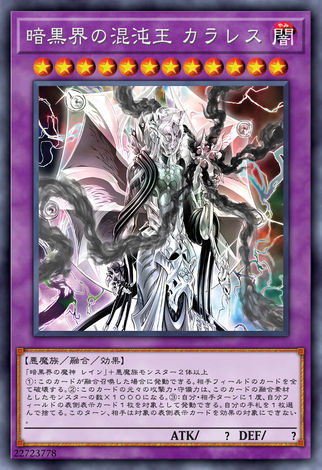 暗黒界の混沌王 カラレス
闇
やみ
【悪魔族／融合／効果】
「暗黒界の魔神 レイン」＋悪魔族モンスター２体以上
①：このカードが融合召喚した場合に発動できる。相手フィールドのカードを全
て破壊する。②：このカードの元々の攻撃力・守備力は、このカードの融合素材
としたモンスターの数×１０００になる。③：自分・相手ターンに１度、自分フ
ィールドの表側表示カード１枚を対象として発動できる。自分の手札を１枚選
んで捨てる。このターン、相手は対象の表側表示カードを効果の対象にできない
。
ATK/ ? DEF/ ?
22723778